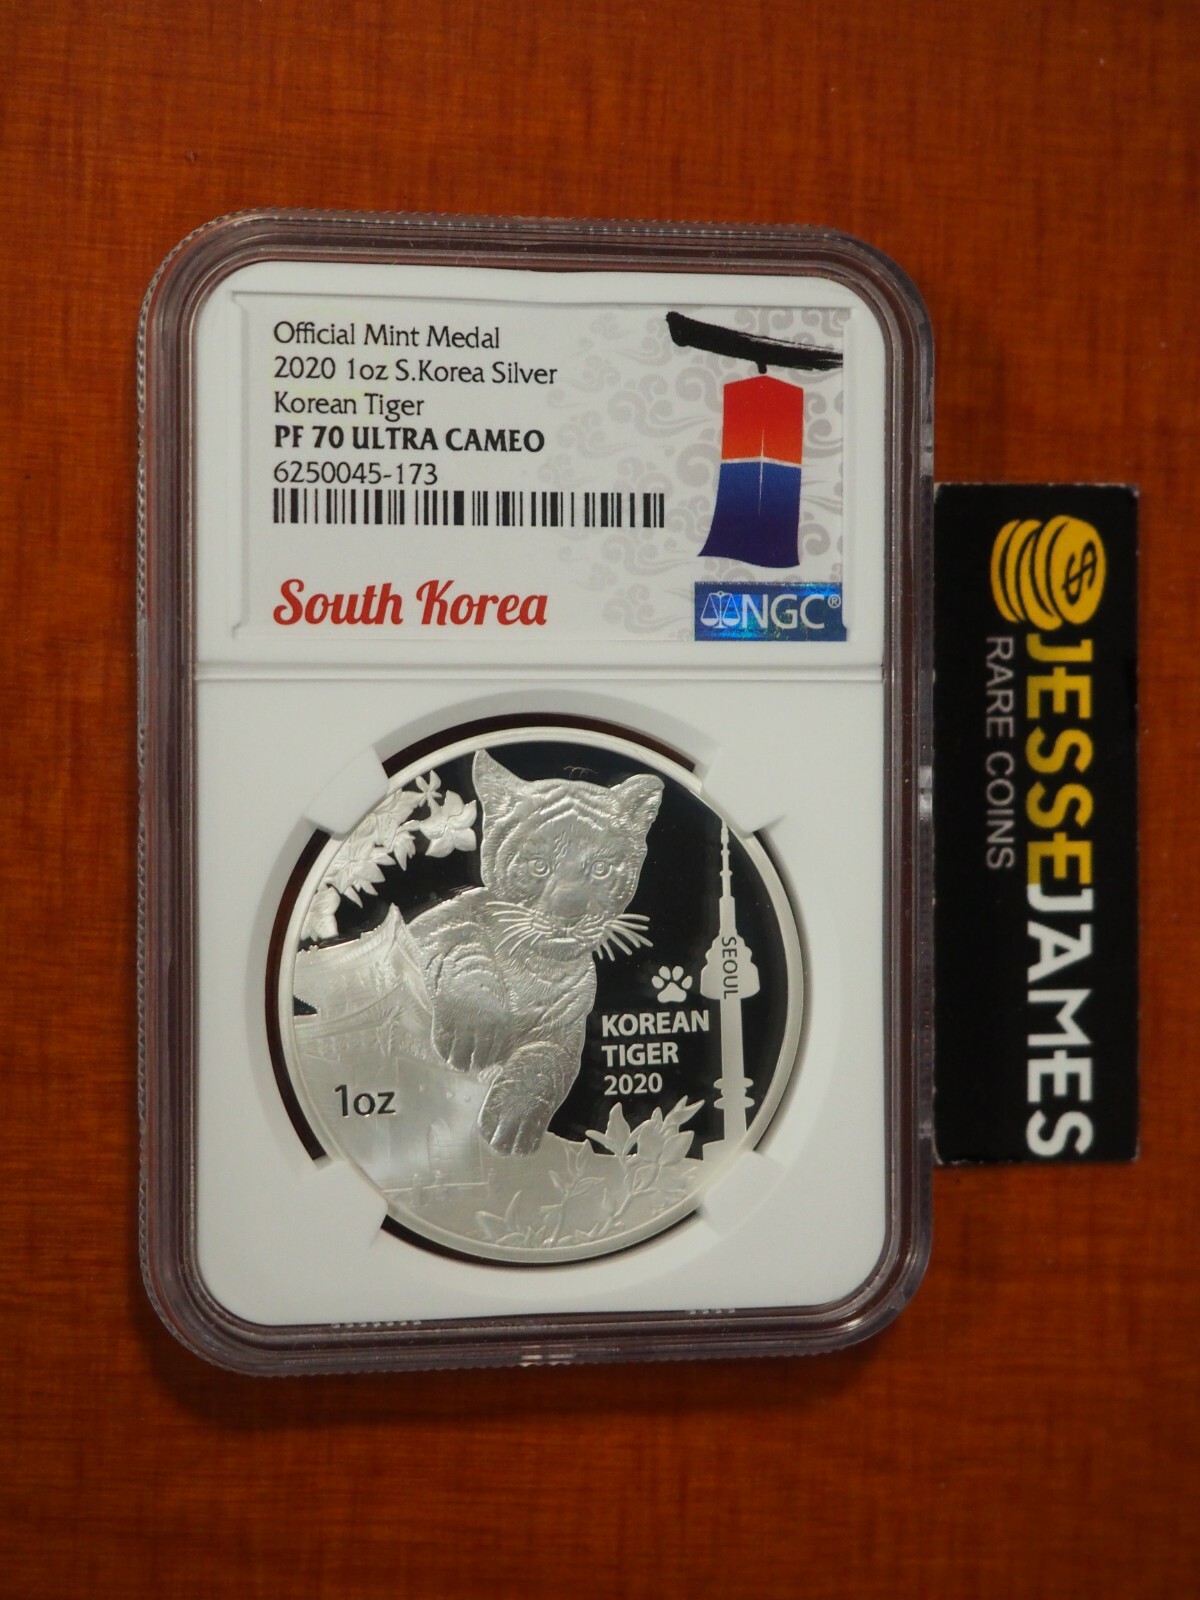 Official Mint Medal
2020 1oz S.Korea Silver
Korean Tiger
PF 70 ULTRA CAMEO
6250045-173
South Korea
NGC®
SEOUL
KOREAN
TIGER
2020
1oz
JESSEJAMES
RARE COINS